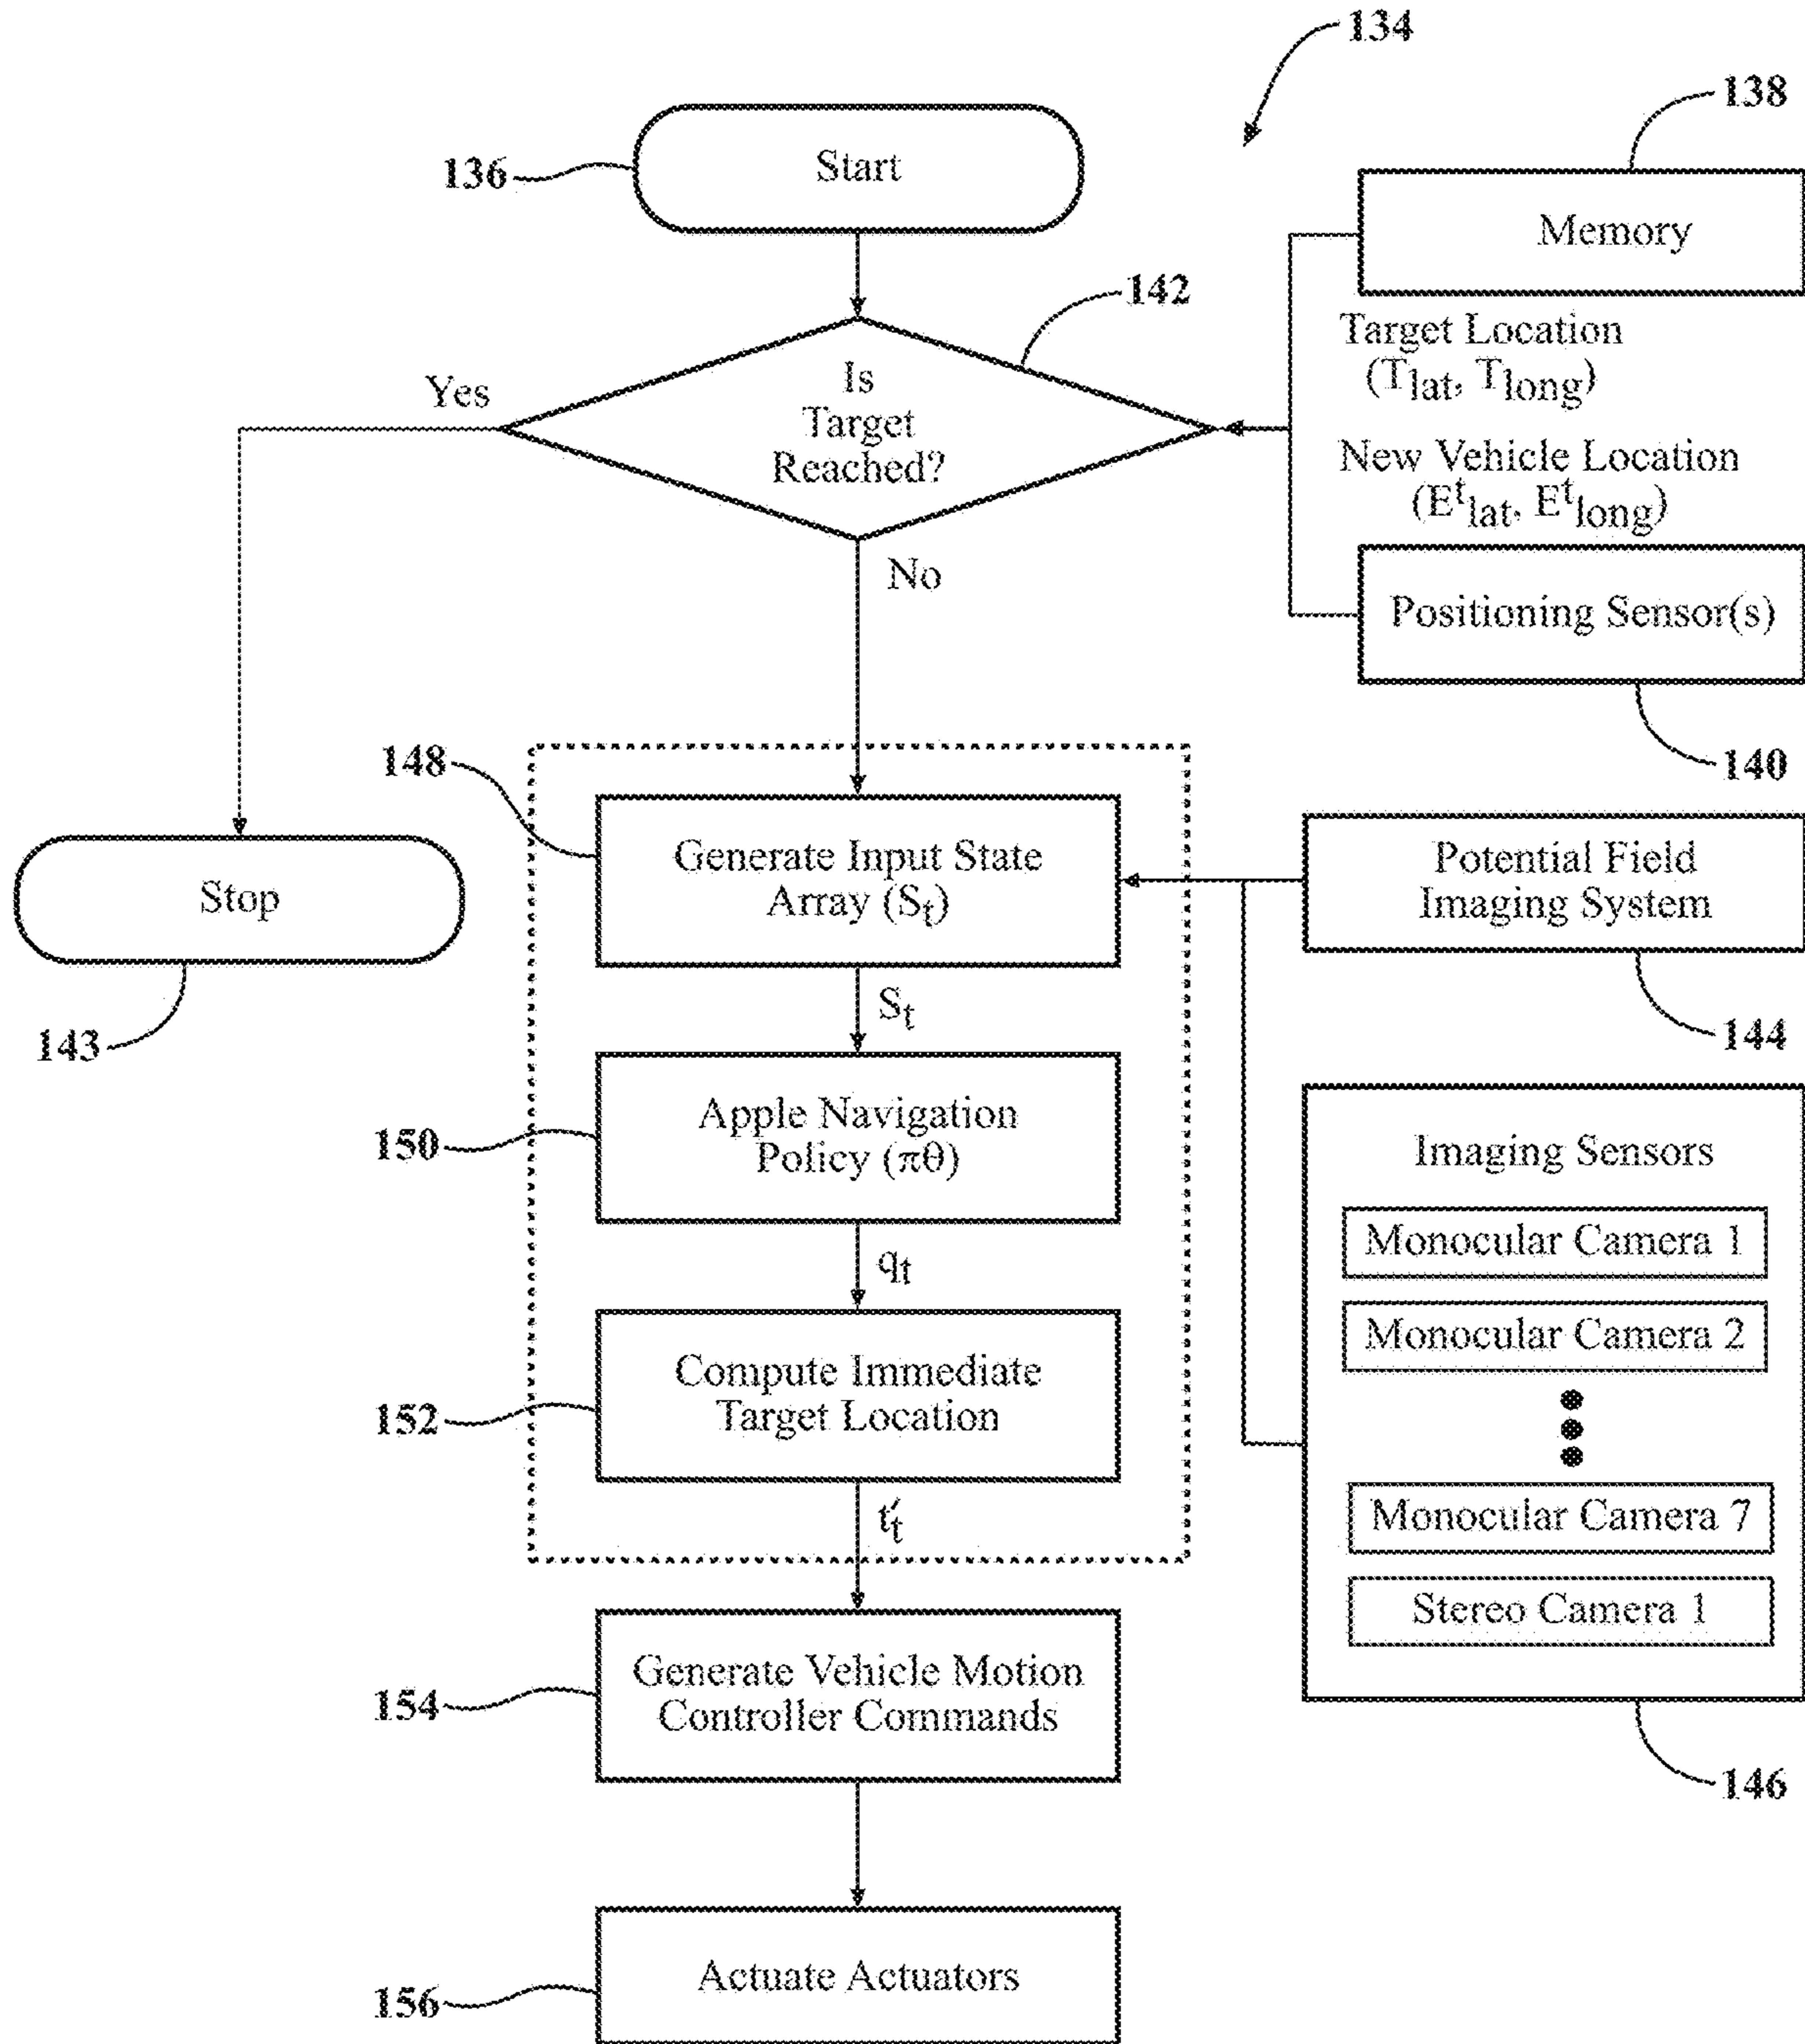 134
138
136
Start
Memory
142
Target Location
(Tlat, Tlong)
Is
Target
Reached?
Yes
New Vehicle Location
(Etlat, Etlong)
No
Positioning Sensor(s)
140
148
Generate Input State
Array (St)
Potential Field
Imaging System
Stop
143
St
144
150
Apple Navigation
Policy (πθ)
Imaging Sensors
Monocular Camera 1
qt
Monocular Camera 2
152
Compute Immediate
Target Location
Monocular Camera 7
t′t
Stereo Camera 1
154
Generate Vehicle Motion
Controller Commands
146
156
Actuate Actuators